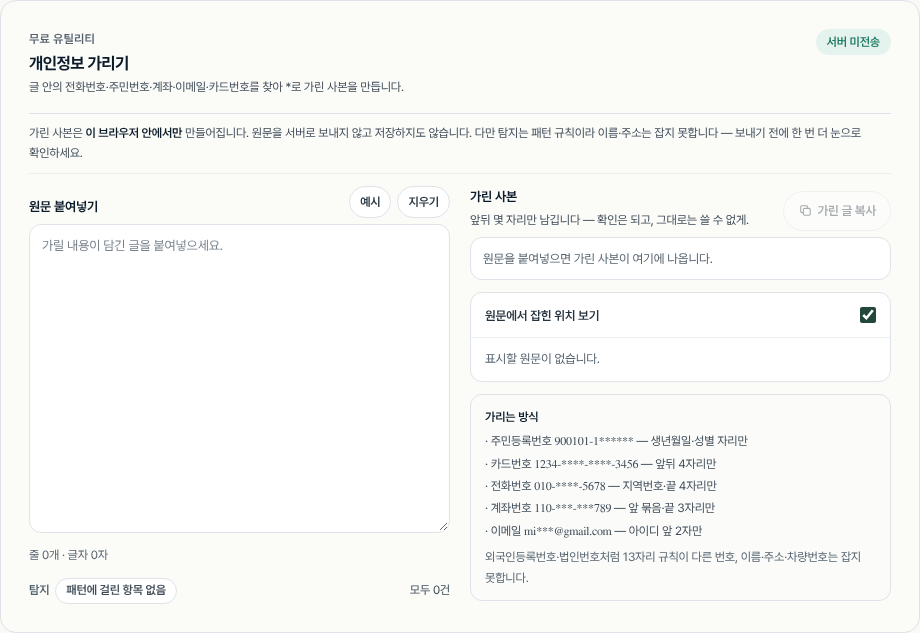 무료 유틸리티
개인정보 가리기
글 안의 전화번호·주민번호·계좌·이메일·카드번호를 찾아 *로 가린 사본을 만듭니다.
서버 미전송
가린 사본은 이 브라우저 안에서만 만들어집니다. 원문을 서버로 보내지 않고 저장하지도 않습니다. 다만 탐지는 패턴 규칙이라 이름·주소는 잡지 못합니다 — 보내기 전에 한 번 더 눈으로
확인하세요.
원문 붙여넣기
예시
지우기
가릴 내용이 담긴 글을 붙여넣으세요.
줄 0개 · 글자 0자
탐지
패턴에 걸린 항목 없음
모두 0건
가린 사본
앞뒤 몇 자리만 남깁니다 — 확인은 되고, 그대로는 쓸 수 없게.
가린 글 복사
원문을 붙여넣으면 가린 사본이 여기에 나옵니다.
원문에서 잡힌 위치 보기
표시할 원문이 없습니다.
가리는 방식
· 주민등록번호 900101-1****** — 생년월일·성별 자리만
· 카드번호 1234-****-****-3456 — 앞뒤 4자리만
· 전화번호 010-****-5678 — 지역번호·끝 4자리만
· 계좌번호 110-***-***789 — 앞 묶음·끝 3자리만
· 이메일 mi***@gmail.com — 아이디 앞 2자만
외국인등록번호·법인번호처럼 13자리 규칙이 다른 번호, 이름·주소·차량번호는 잡지
못합니다.